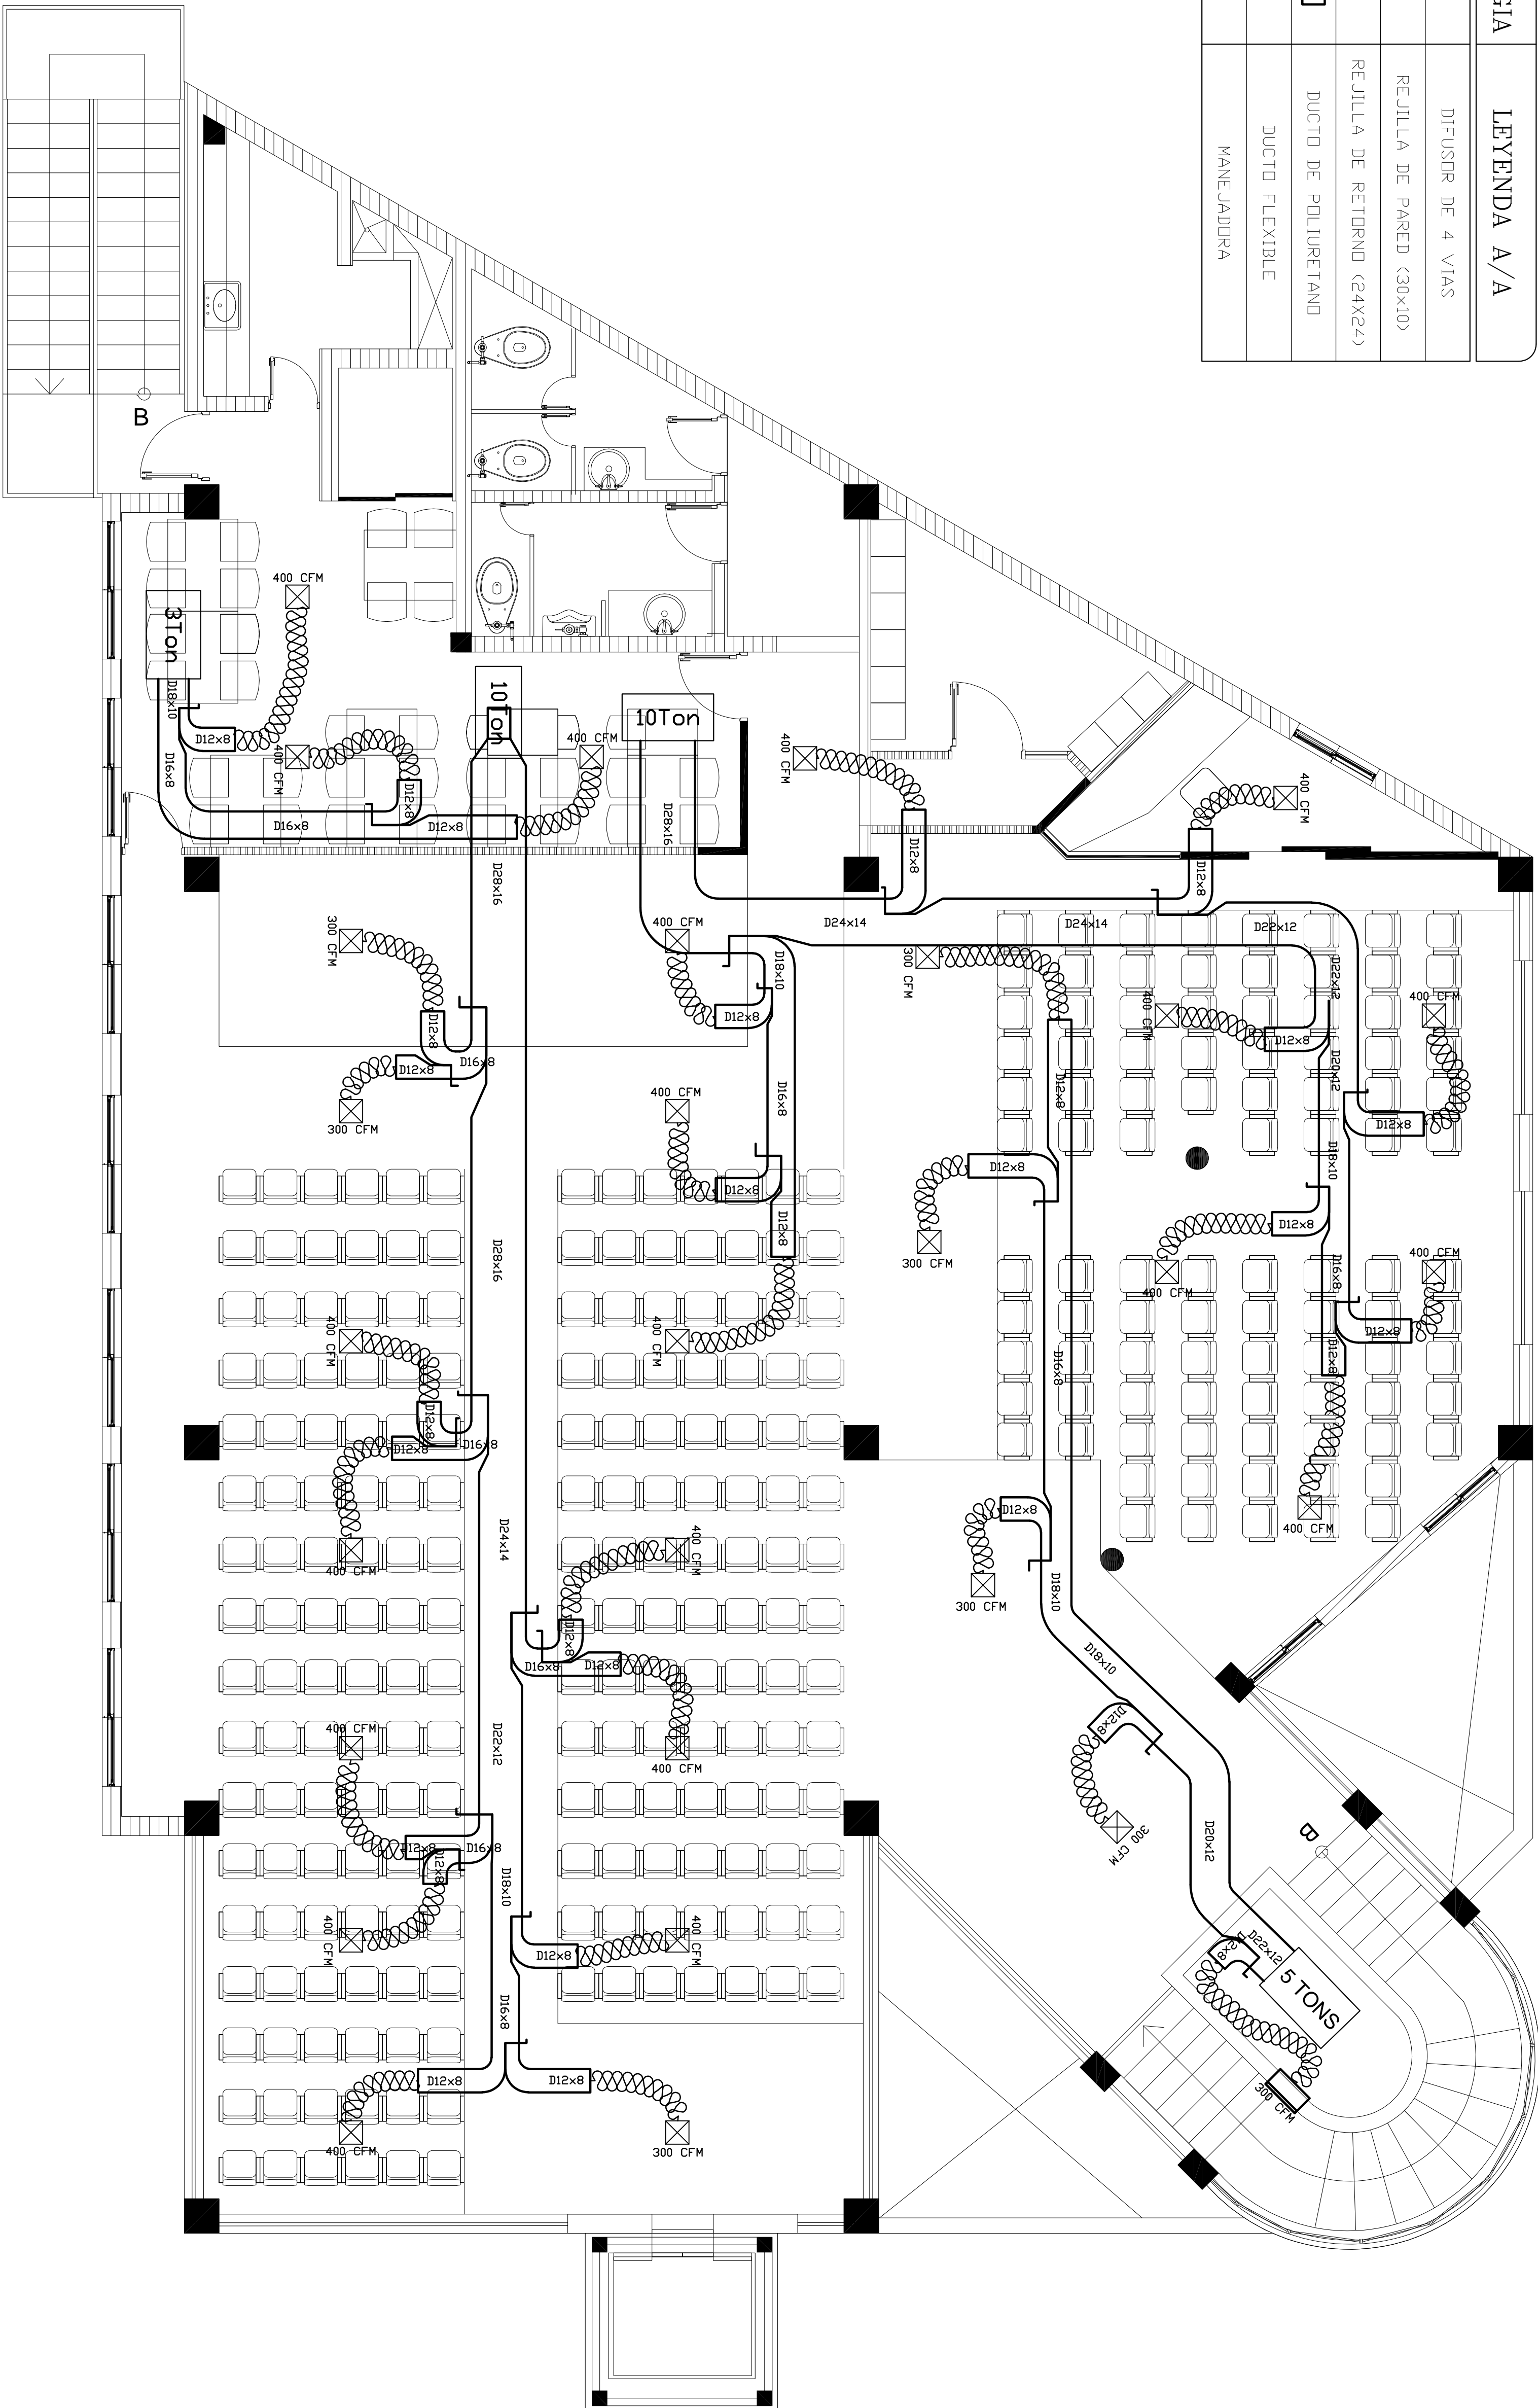 GIA
LEYENDA A/A
DIFUSOR DE 4 VIAS
REJILLA DE PARED (30x10)
REJILLA DE RETORNO (24X24)
DUCTO DE POLIURETANO
DUCTO FLEXIBLE
MANEJADORA
B
400 CFM
3Ton
D18x10
D12x8
D16x8
400 CFM
D12x8
D16x8
D12x8
400 CFM
10Ton
10Ton
D28x16
D28x16
400 CFM
D12x8
400 CFM
D12x8
D24x14
D24x14
D22x12
300 CFM
400 CFM
D18x10
D12x8
300 CFM
D22x12
400 CFM
D12x8
400 CFM
D20x12
D12x8
D12x8
D16x8
D12x8
300 CFM
400 CFM
D16x8
D12x8
D12x8
D12x8
D12x8
300 CFM
D18x10
D12x8
400 CFM
D16x8
400 CFM
D12x8
D12x8
D28x16
400 CFM
400 CFM
D16x8
400 CFM
D12x8
D12x8
D16x8
400 CFM
D24x14
400 CFM
D12x8
D12x8
D16x8
400 CFM
D12x8
300 CFM
D18x10
D18x10
D12x8
300 CFM
D20x12
B
400 CFM
D22x12
D12x8
D12x8
D16x8
400 CFM
D18x10
D12x8
400 CFM
D22x12
5 TONS
300 CFM
D16x8
D12x8
400 CFM
D12x8
300 CFM